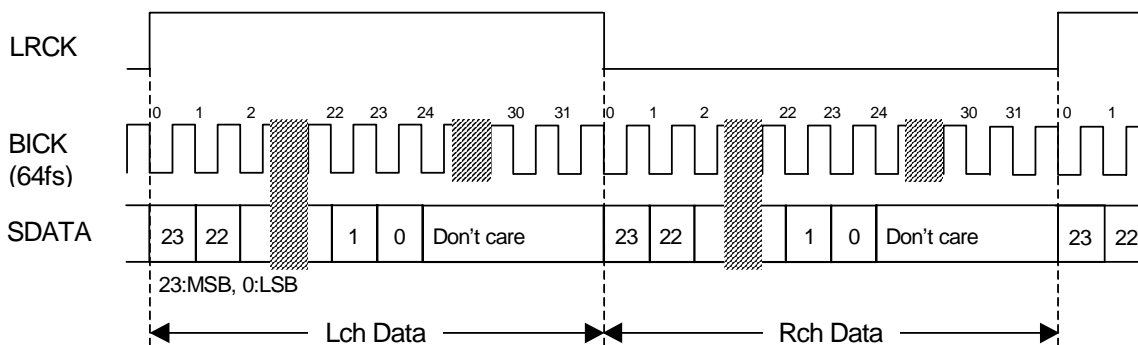 LRCK
0 1 2 22 23 24 30 31 0 1 2 22 23 24 30 31 0 1
BICK
(64fs)
SDATA 23 22 1 0 Don't care 23 22 1 0 Don't care 23 22
23:MSB, 0:LSB
Lch Data Rch Data